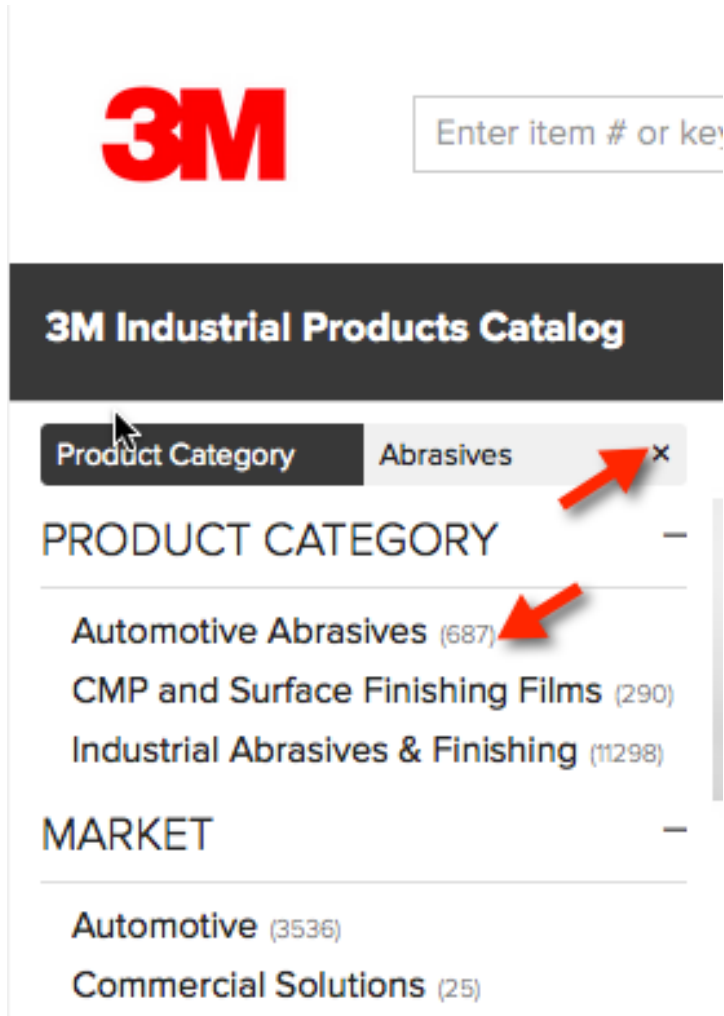 3M
Enter item # or key
3M Industrial Products Catalog
Product Category Abrasives ×
PRODUCT CATEGORY –
Automotive Abrasives (687)
CMP and Surface Finishing Films (290)
Industrial Abrasives & Finishing (11298)
MARKET –
Automotive (3536)
Commercial Solutions (25)